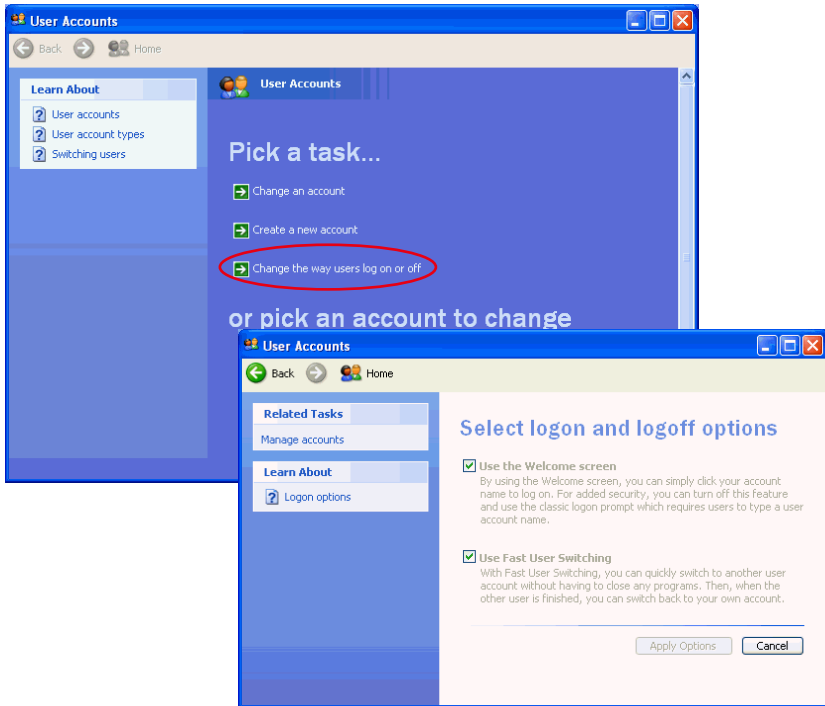 User Accounts
Back
Home
Learn About
User accounts
User account types
Switching users
User Accounts
Pick a task...
Change an account
Create a new account
Change the way users log on or off
or pick an account to change
User Accounts
Back
Home
Related Tasks
Manage accounts
Learn About
Logon options
Select logon and logoff options
Use the Welcome screen
By using the Welcome screen, you can simply click your account
name to log on. For added security, you can turn off this feature
and use the classic logon prompt which requires users to type a user
account name.
Use Fast User Switching
With Fast User Switching, you can quickly switch to another user
account without having to close any programs. Then, when the
other user is finished, you can switch back to your own account.
Apply Options
Cancel